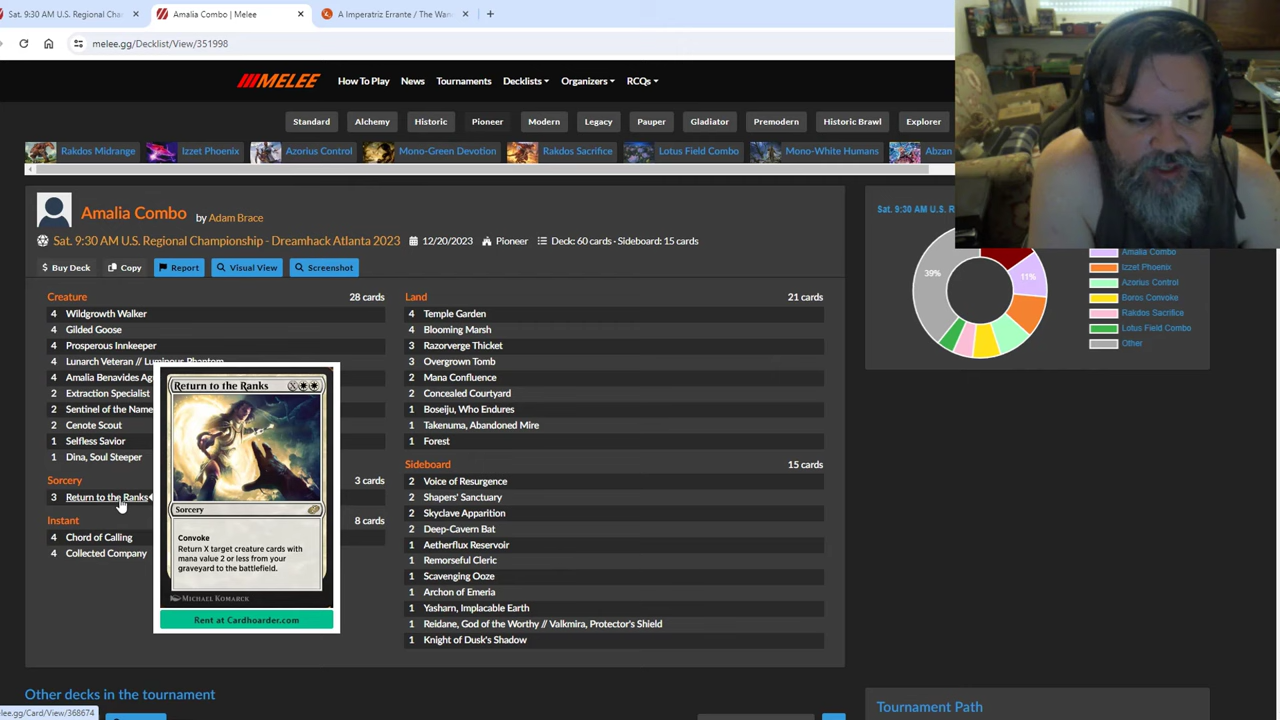 Sat. 9:30 AM U.S. Regional Cham
Amalia Combo | Melee
A Imperatriz Errante / The Wan
melee.gg/Decklist/View/351998
MELEE
How To Play
News
Tournaments
Decklists
Organizers
RCQs
Standard
Alchemy
Historic
Pioneer
Modern
Legacy
Pauper
Gladiator
Premodern
Historic Brawl
Explorer
Rakdos Midrange
Izzet Phoenix
Azorius Control
Mono-Green Devotion
Rakdos Sacrifice
Lotus Field Combo
Mono-White Humans
Abzan
Amalia Combo by Adam Brace
Sat. 9:30 AM U.S. Regional Championship - Dreamhack Atlanta 2023
12/20/2023
Pioneer
Deck: 60 cards - Sideboard: 15 cards
$ Buy Deck
Copy
Report
Visual View
Screenshot
Creature 28 cards
4 Wildgrowth Walker
4 Gilded Goose
4 Prosperous Innkeeper
4 Lunarch Veteran // Luminous Phantom
4 Amalia Benavides Ag
2 Extraction Specialist
2 Sentinel of the Name
2 Cenote Scout
1 Selfless Savior
1 Dina, Soul Steeper
Sorcery 3 cards
3 Return to the Ranks
Instant 8 cards
4 Chord of Calling
4 Collected Company
Return to the Ranks X
Sorcery
Convoke
Return X target creature cards with
mana value 2 or less from your
graveyard to the battlefield.
MICHAEL KOMARCK
Rent at Cardhoarder.com
Land 21 cards
4 Temple Garden
4 Blooming Marsh
3 Razorverge Thicket
3 Overgrown Tomb
2 Mana Confluence
2 Concealed Courtyard
1 Boseiju, Who Endures
1 Takenuma, Abandoned Mire
1 Forest
Sideboard 15 cards
2 Voice of Resurgence
2 Shapers' Sanctuary
2 Skyclave Apparition
2 Deep-Cavern Bat
1 Aetherflux Reservoir
1 Remorseful Cleric
1 Scavenging Ooze
1 Archon of Emeria
1 Yasharn, Implacable Earth
1 Reidane, God of the Worthy // Valkmira, Protector's Shield
1 Knight of Dusk's Shadow
Sat. 9:30 AM U.S. Re
39%
11%
Amalia Combo
Izzet Phoenix
Azorius Control
Boros Convoke
Rakdos Sacrifice
Lotus Field Combo
Other
Other decks in the tournament
Tournament Path
elee.gg/Card/View/368674